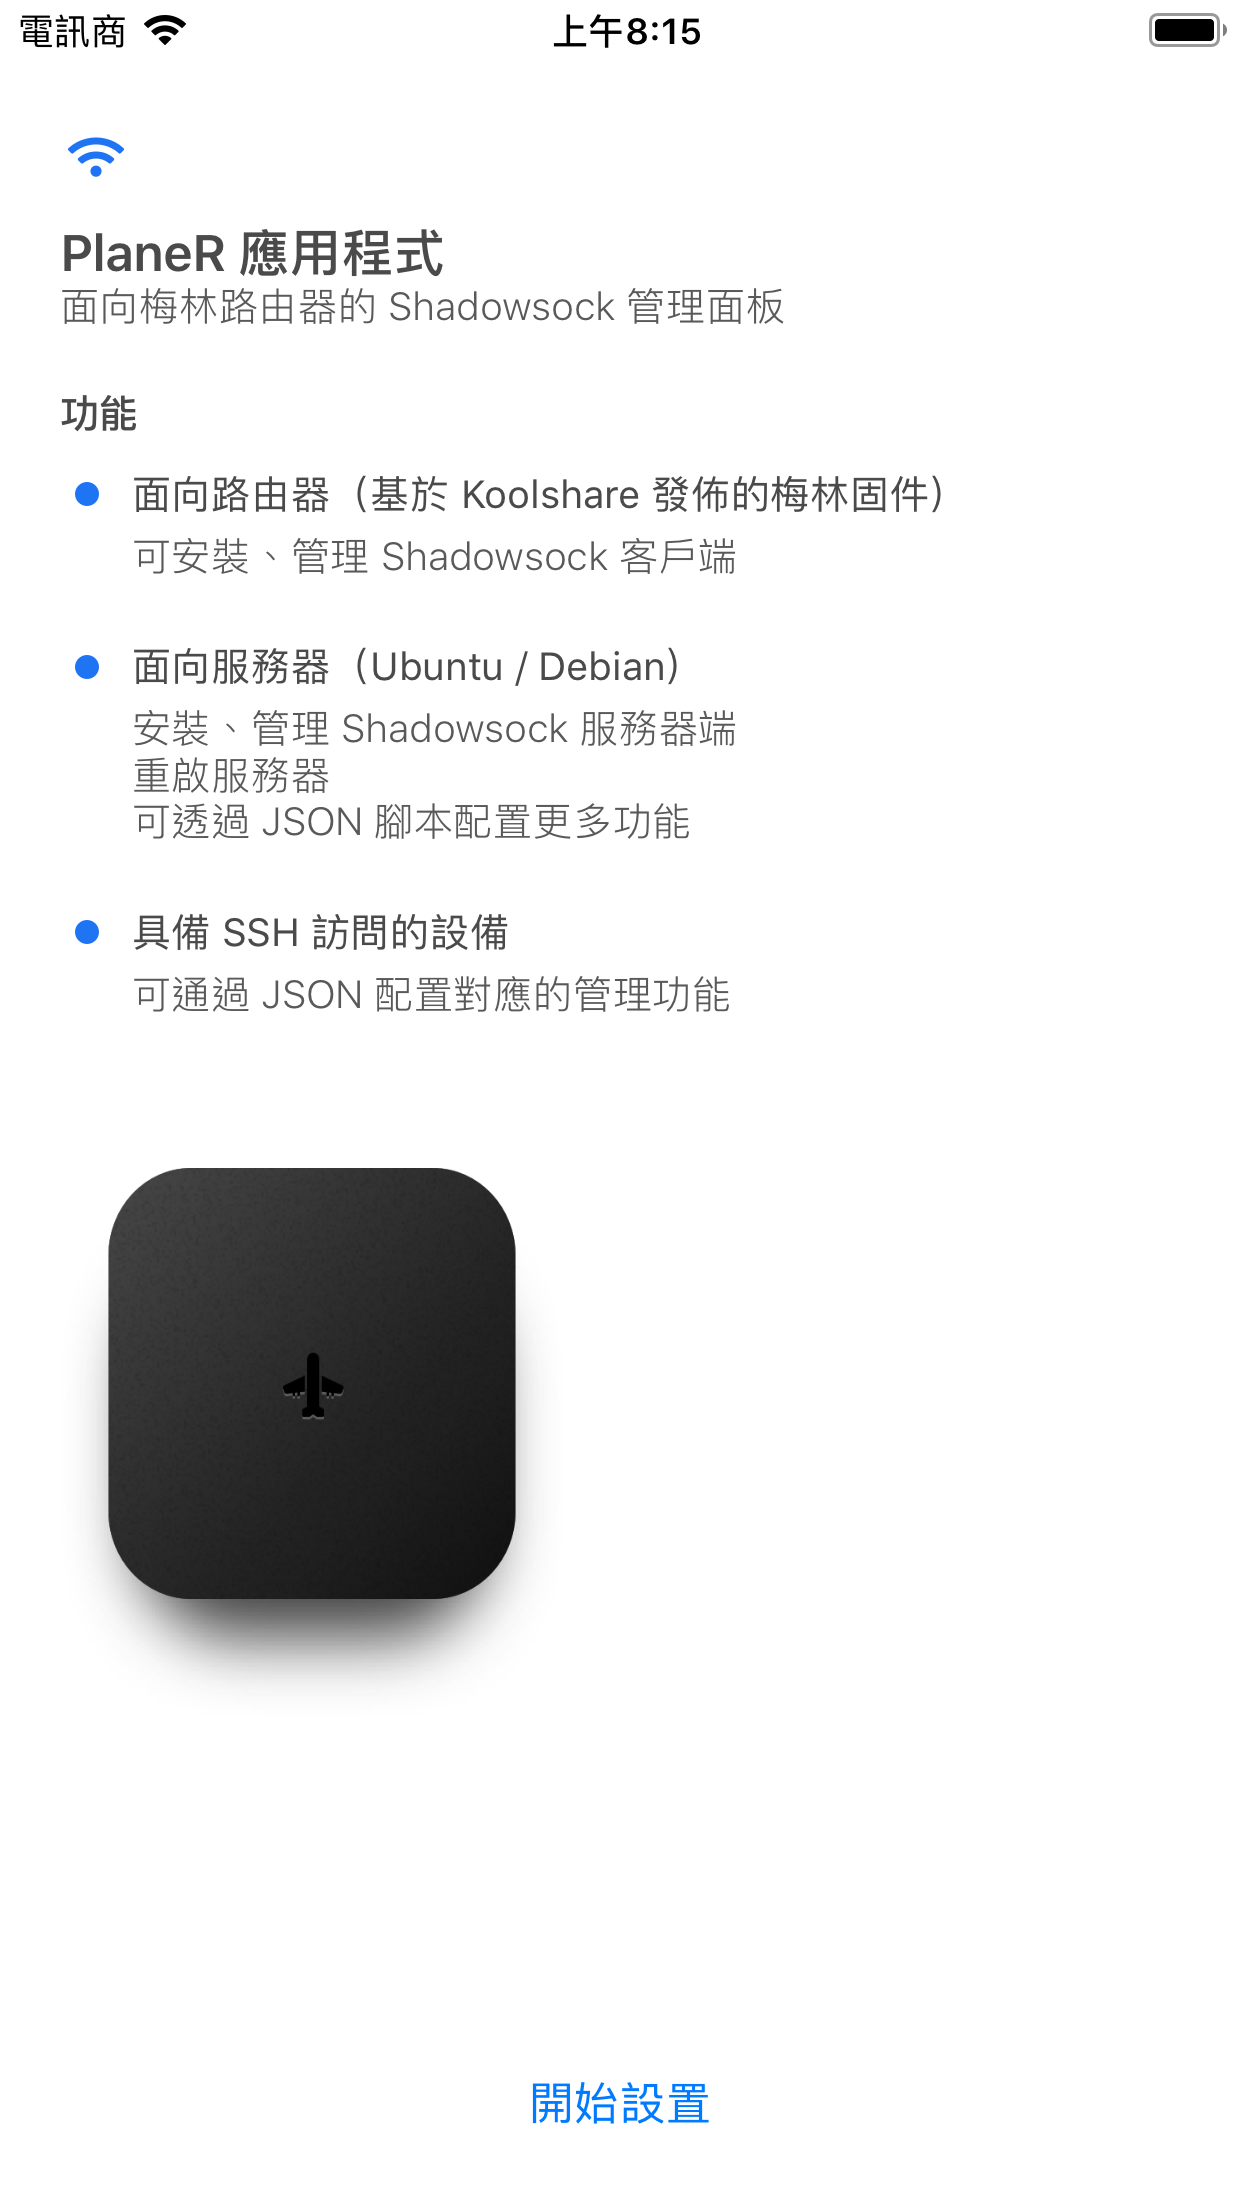 電訊商 上午8:15
PlaneR 應用程式
面向梅林路由器的 Shadowsock 管理面板
功能
面向路由器（基於 Koolshare 發佈的梅林固件）
可安裝、管理 Shadowsock 客戶端
面向服務器（Ubuntu / Debian）
安裝、管理 Shadowsock 服務器端
重啟服務器
可透過 JSON 腳本配置更多功能
具備 SSH 訪問的設備
可通過 JSON 配置對應的管理功能
開始設置